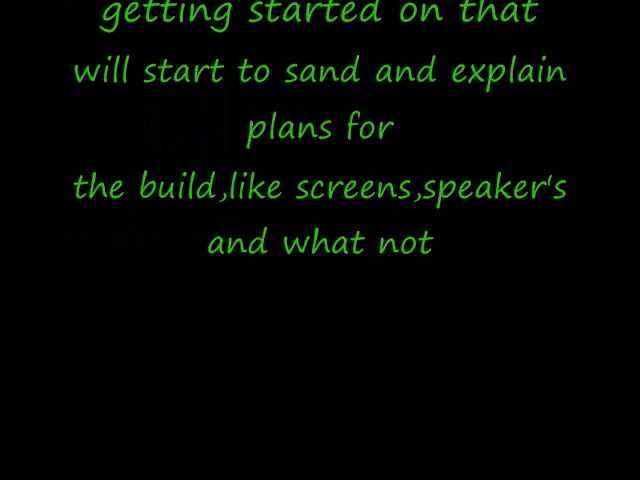 getting started on that
will start to sand and explain
plans for
the build,like screens,speaker's
and what not